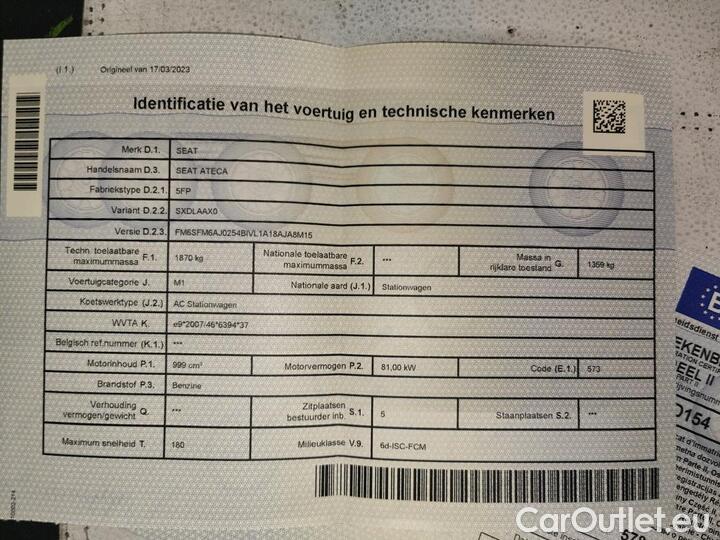 (I.1.) Origineel van 17/03/2023
Identificatie van het voertuig en technische kenmerken
Merk D.1. SEAT
Handelsnaam D.3. SEAT ATECA
Fabriekstype D.2.1. 5FP
Variant D.2.2. SXDLAAX0
Versie D.2.3. FM6SFM6AJ0254BIVL1A18AJA8M15
Techn. toelaatbare maximummassa F.1. 1870 kg Nationale toelaatbare maximummassa F.2. *** Massa in rijklare toestand G. 1359 kg
Voertuigcategorie J. M1 Nationale aard (J.1.) Stationwagen
Koetswerktype (J.2.) AC Stationwagen
WVTA K. e9*2007/46*6394*37
Belgisch ref.nummer (K.1.) ***
Motorinhoud P.1. 999 cm³ Motorvermogen P.2. 81,00 kW Code (E.1.) 573
Brandstof P.3. Benzine
Verhouding vermogen/gewicht Q. *** Zitplaatsen bestuurder inb. S.1. 5 Staanplaatsen S.2. ***
Maximum snelheid T. 180 Milieuklasse V.9. 6d-ISC-FCM
EEL II
PART II
0154
CarOutlet.eu